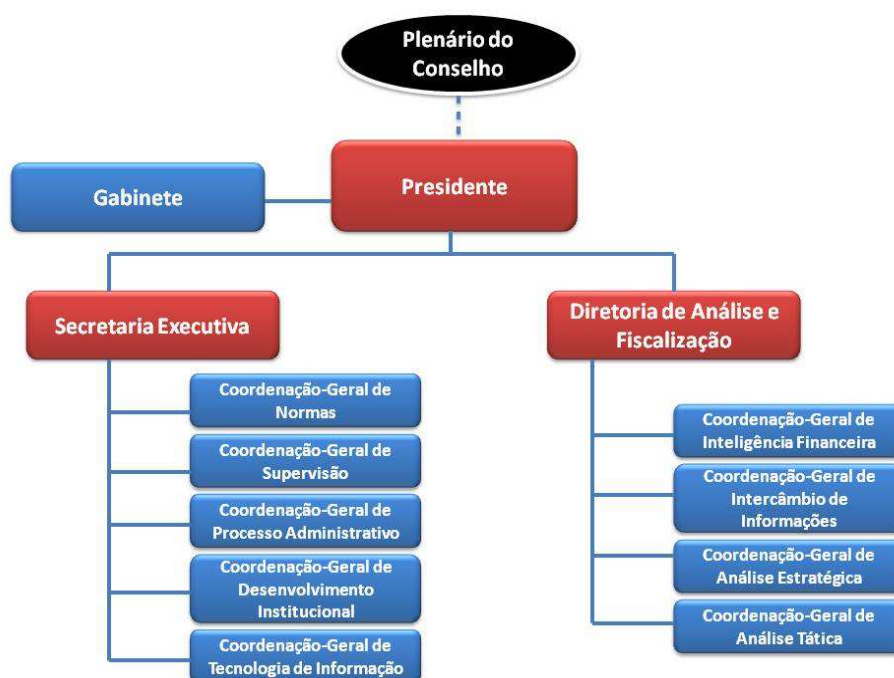 Plenário do
Conselho
Presidente
Gabinete
Secretaria Executiva
Diretoria de Análise e
Fiscalização
Coordenação-Geral de
Normas
Coordenação-Geral de
Supervisão
Coordenação-Geral de
Processo Administrativo
Coordenação-Geral de
Desenvolvimento
Institucional
Coordenação-Geral de
Tecnologia de Informação
Coordenação-Geral de
Inteligência Financeira
Coordenação-Geral de
Intercâmbio de
Informações
Coordenação-Geral de
Análise Estratégica
Coordenação-Geral de
Análise Tática